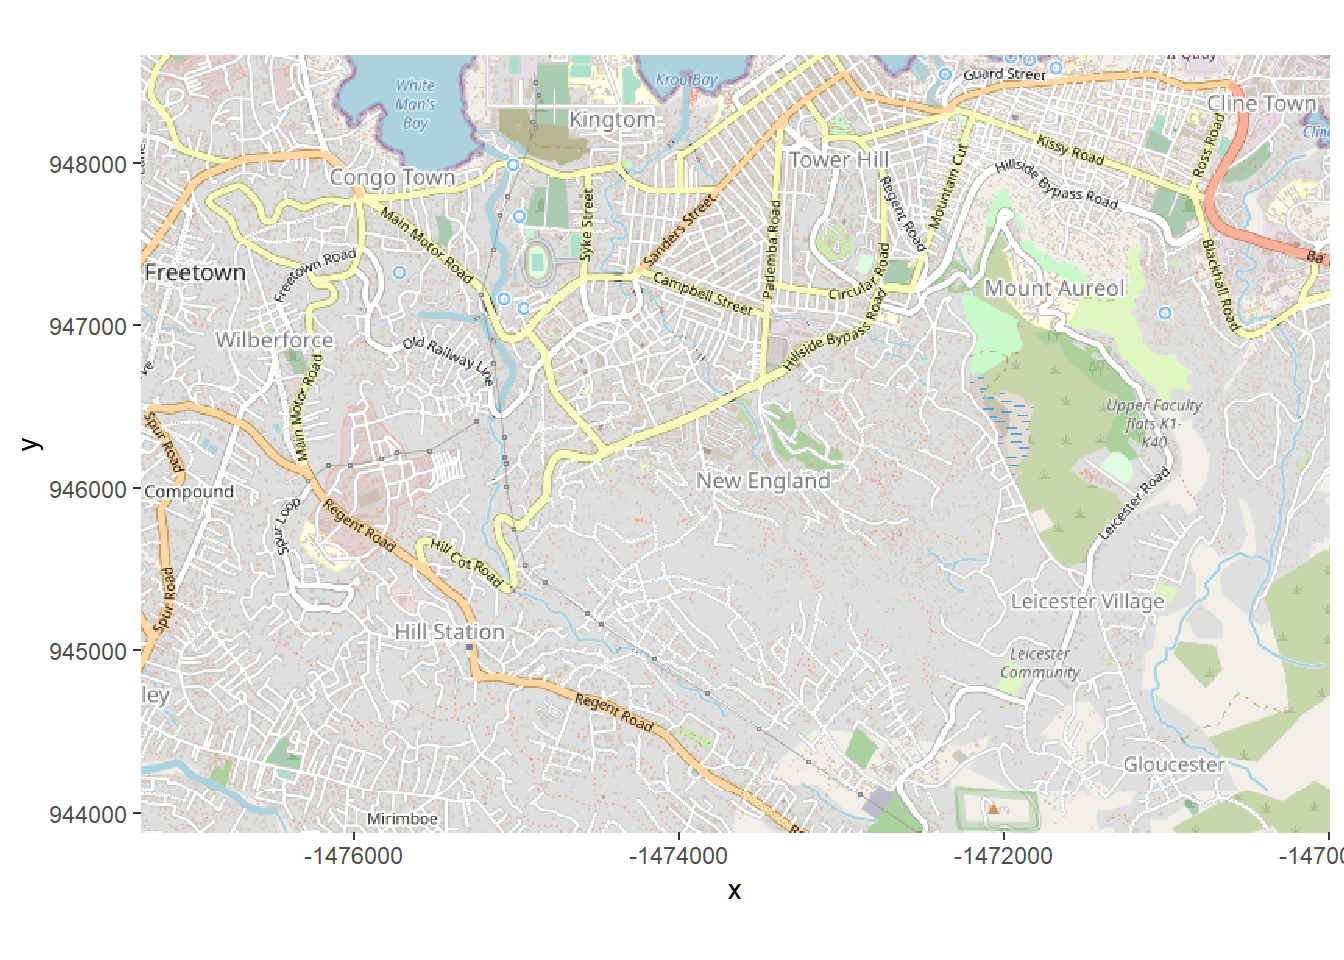 White
Man's
Bay
Kroo Bay
Guard Street
Cline Town
Kingtom
Congo Town
Tower Hill
Kissy Road
Ross Road
Hillside Bypass Road
Mountain Cut
Regent Road
Main Motor Road
Syke Street
Sanders Street
Pademba Road
Circular Road
Campbell Street
Freetown
Freetown Road
Wilberforce
Old Railway Line
Main Motor Road
Hillside Bypass Road
Mount Aureol
Blackhall Road
Ba
Upper Faculty
flats K1-
K40
Spur Road
Compound
New England
Leicester Road
Spur Loop
Regent Road
Hill Cot Road
Spur Road
Leicester Village
Hill Station
Leicester
Community
ley
Regent Road
Gloucester
Mirimboe
948000
947000
946000
945000
944000
-1476000
-1474000
-1472000
-14700
x
y